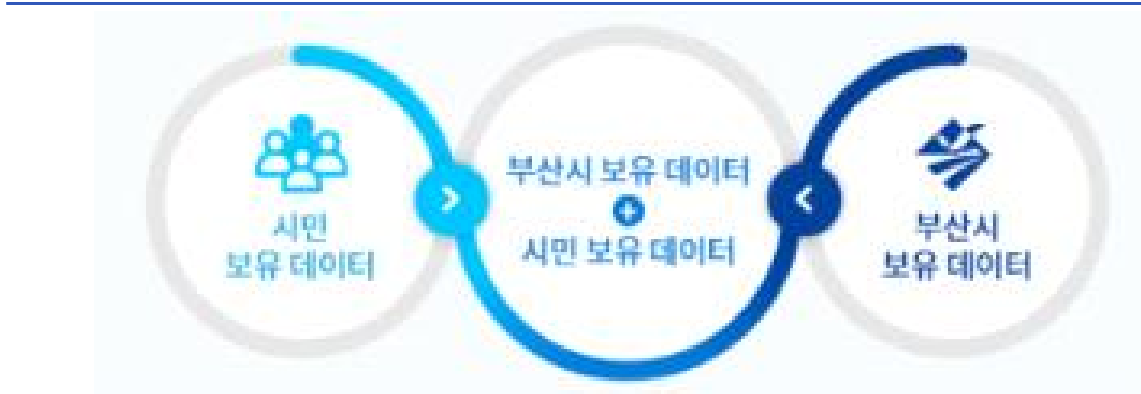 시민
보유 데이터
부산시 보유 데이터
+
시민 보유 데이터
부산시
보유 데이터